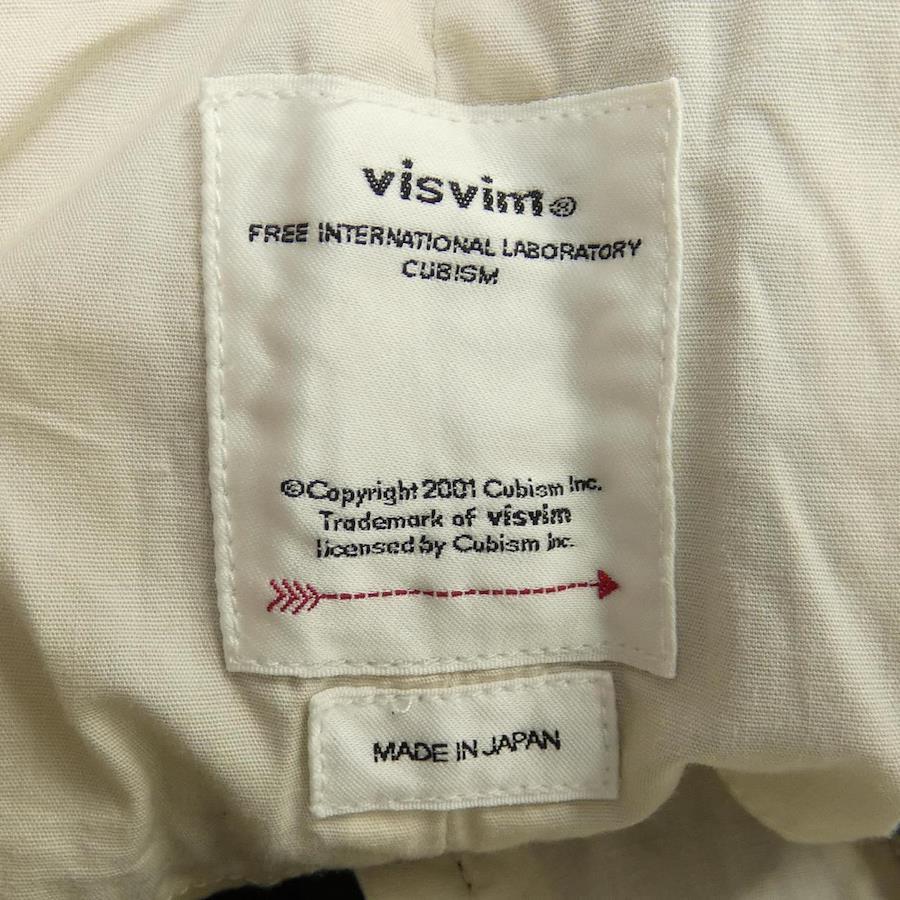 visvim®
FREE INTERNATIONAL LABORATORY
CUBISM
©Copyright 2001 Cubism Inc.
Trademark of visvim
licensed by Cubism Inc.
MADE IN JAPAN